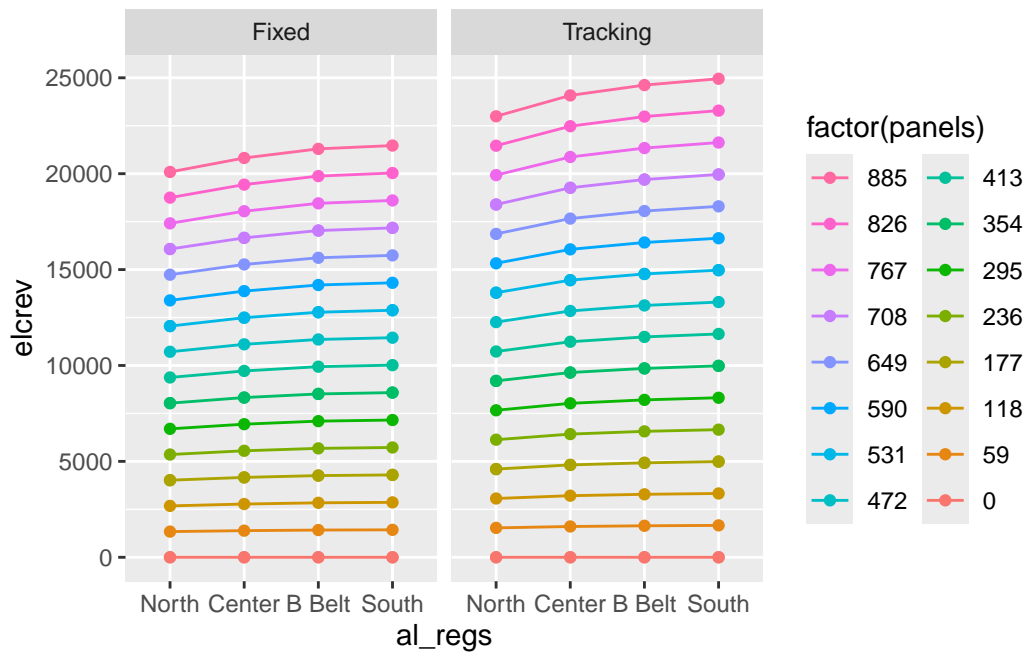 Fixed Tracking
25000
20000
15000
10000
5000
0
elcrev
North Center B Belt South North Center B Belt South
al_regs
factor(panels)
885 413
826 354
767 295
708 236
649 177
590 118
531 59
472 0